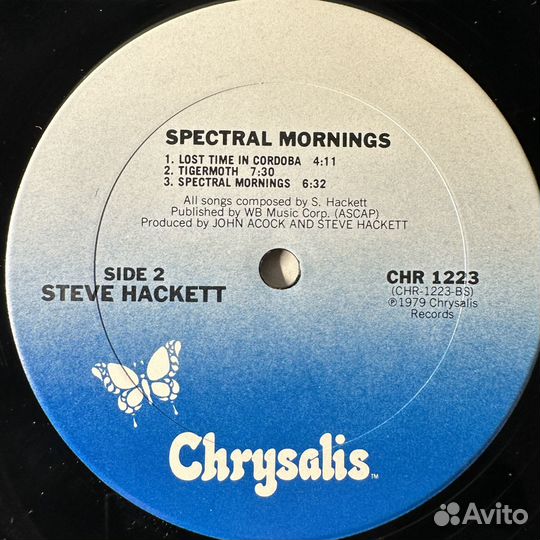 SPECTRAL MORNINGS
1. LOST TIME IN CORDOBA 4:11
2. TIGERMOTH 7:30
3. SPECTRAL MORNINGS 6:32
All songs composed by S. Hackett
Published by WB Music Corp. (ASCAP)
Produced by JOHN ACOCK AND STEVE HACKETT
SIDE 2
STEVE HACKETT
CHR 1223
(CHR-1223-BS)
℗1979 Chrysalis
Records
Chrysalis™
Avito